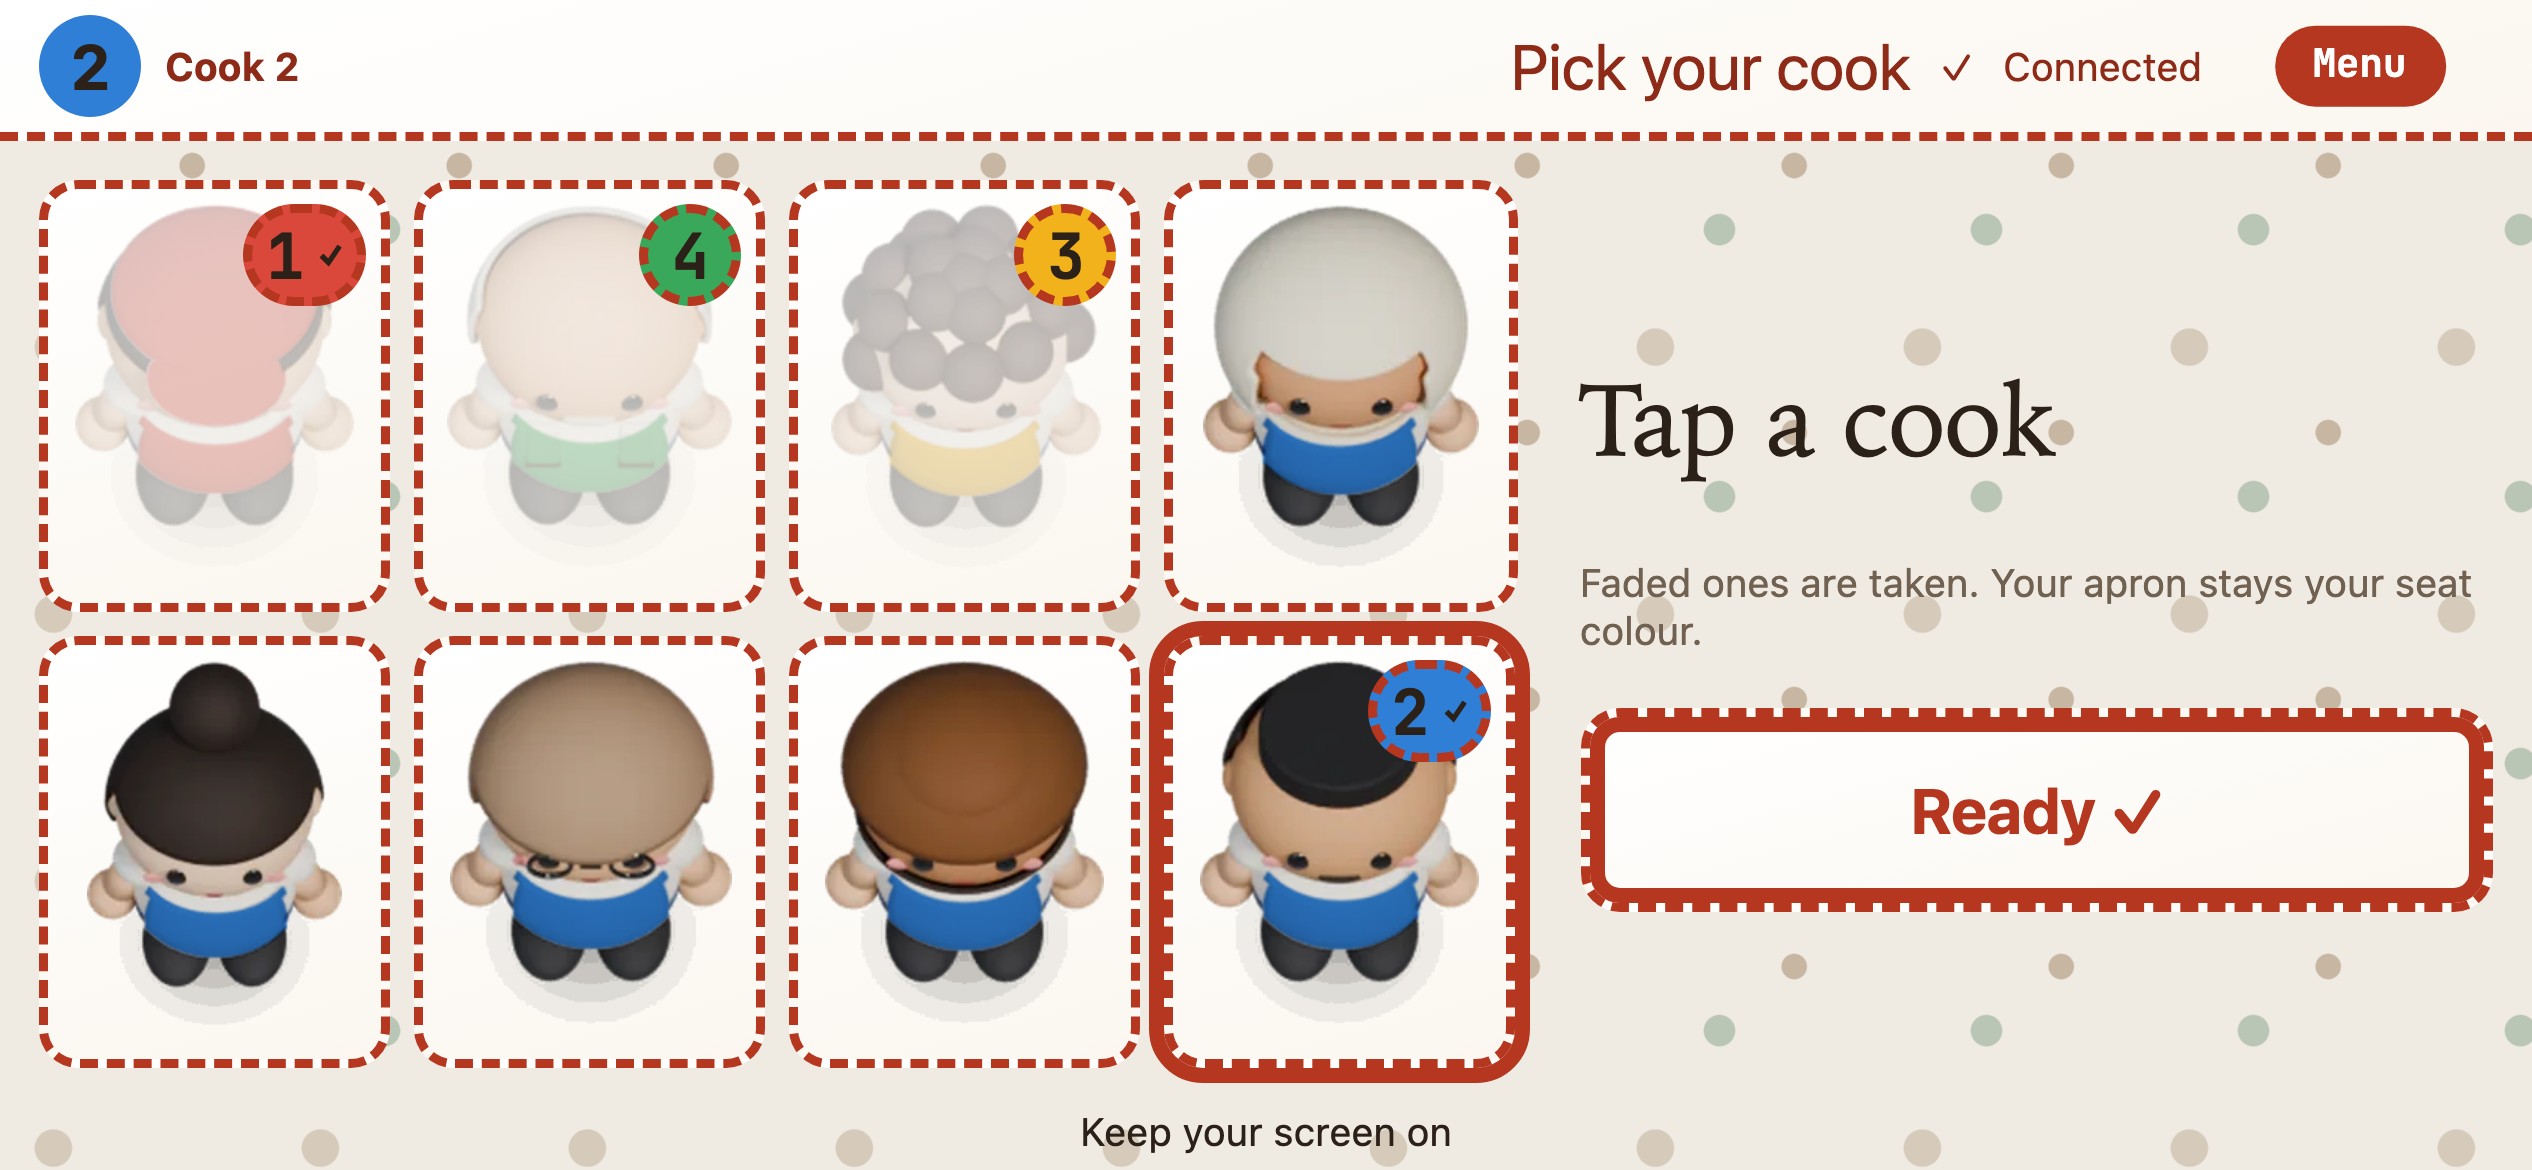 2 Cook 2 Pick your cook ✓ Connected Menu
1 ✓ 4 3
Tap a cook
Faded ones are taken. Your apron stays your seat
colour.
2 ✓
Ready ✓
Keep your screen on